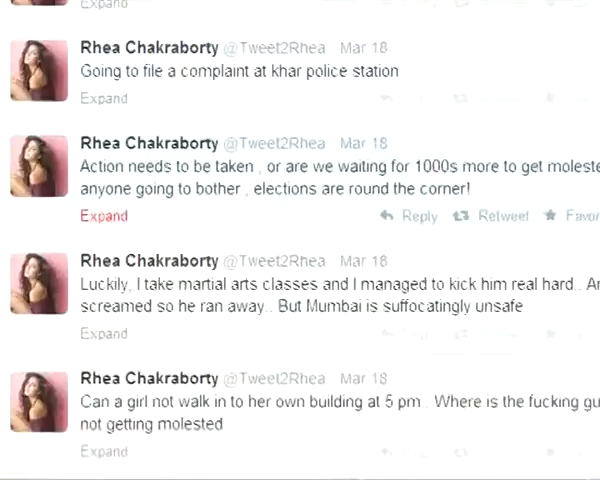 Expand
Rhea Chakraborty @Tweet2Rhea Mar 18
Going to file a complaint at khar police station
Expand
Rhea Chakraborty @Tweet2Rhea Mar 18
Action needs to be taken , or are we waiting for 1000s more to get moleste
anyone going to bother , elections are round the corner!
Expand Reply Retweet Favor
Rhea Chakraborty @Tweet2Rhea Mar 18
Luckily, I take martial arts classes and I managed to kick him real hard.. Ar
screamed so he ran away.. But Mumbai is suffocatingly unsafe
Expand
Rhea Chakraborty @Tweet2Rhea Mar 18
Can a girl not walk in to her own building at 5 pm.. Where is the fucking gu
not getting molested
Expand